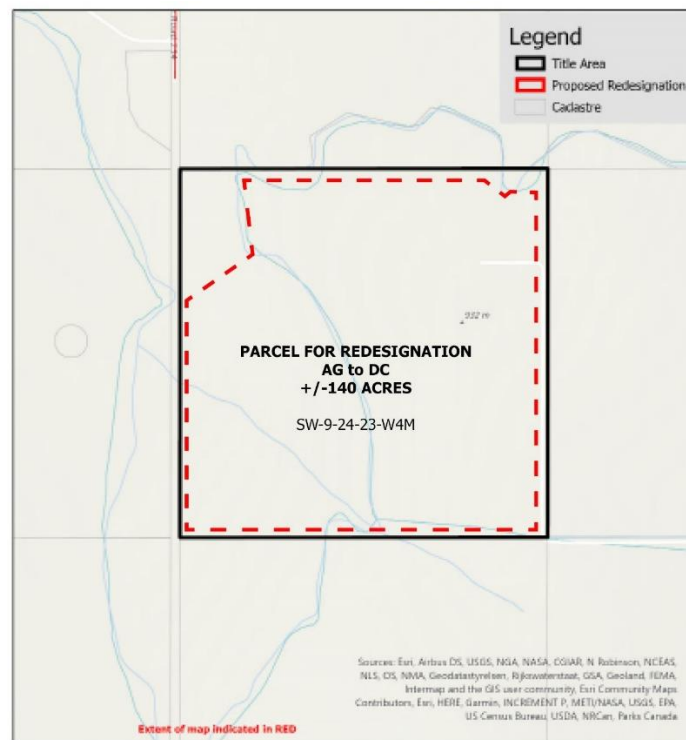 Legend
Title Area
Proposed Redesignation
Cadastre
932 m
PARCEL FOR REDESIGNATION
AG to DC
+/-140 ACRES
SW-9-24-23-W4M
Sources: Esri, Airbus DS, USGS, NGA, NASA, CGIAR, N Robinson, NCEAS,
NLS, OS, NMA, Geodatastyrelsen, Rijkswaterstaat, GSA, Geoland, FEMA,
Intermap and the GIS user community, Esri Community Maps
Contributors, Esri, HERE, Garmin, INCREMENT P, METI/NASA, USGS, EPA,
US Census Bureau, USDA, NRCan, Parks Canada
Extent of map indicated in RED